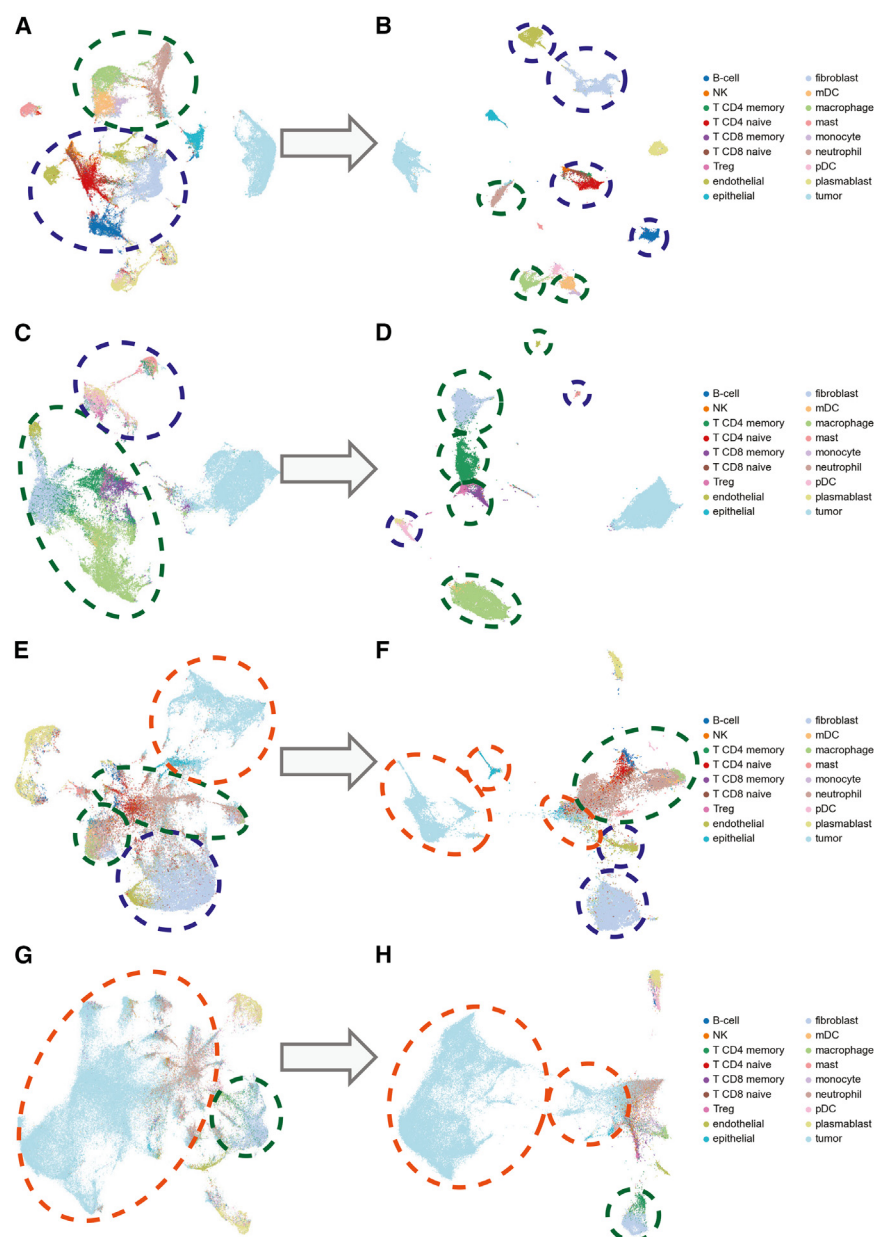 A
B
B-cell fibroblast
NK mDC
T CD4 memory macrophage
T CD4 naive mast
T CD8 memory monocyte
T CD8 naive neutrophil
Treg pDC
endothelial plasmablast
epithelial tumor
C
D
B-cell fibroblast
NK mDC
T CD4 memory macrophage
T CD4 naive mast
T CD8 memory monocyte
T CD8 naive neutrophil
Treg pDC
endothelial plasmablast
epithelial tumor
E
F
B-cell fibroblast
NK mDC
T CD4 memory macrophage
T CD4 naive mast
T CD8 memory monocyte
T CD8 naive neutrophil
Treg pDC
endothelial plasmablast
epithelial tumor
G
H
B-cell fibroblast
NK mDC
T CD4 memory macrophage
T CD4 naive mast
T CD8 memory monocyte
T CD8 naive neutrophil
Treg pDC
endothelial plasmablast
epithelial tumor